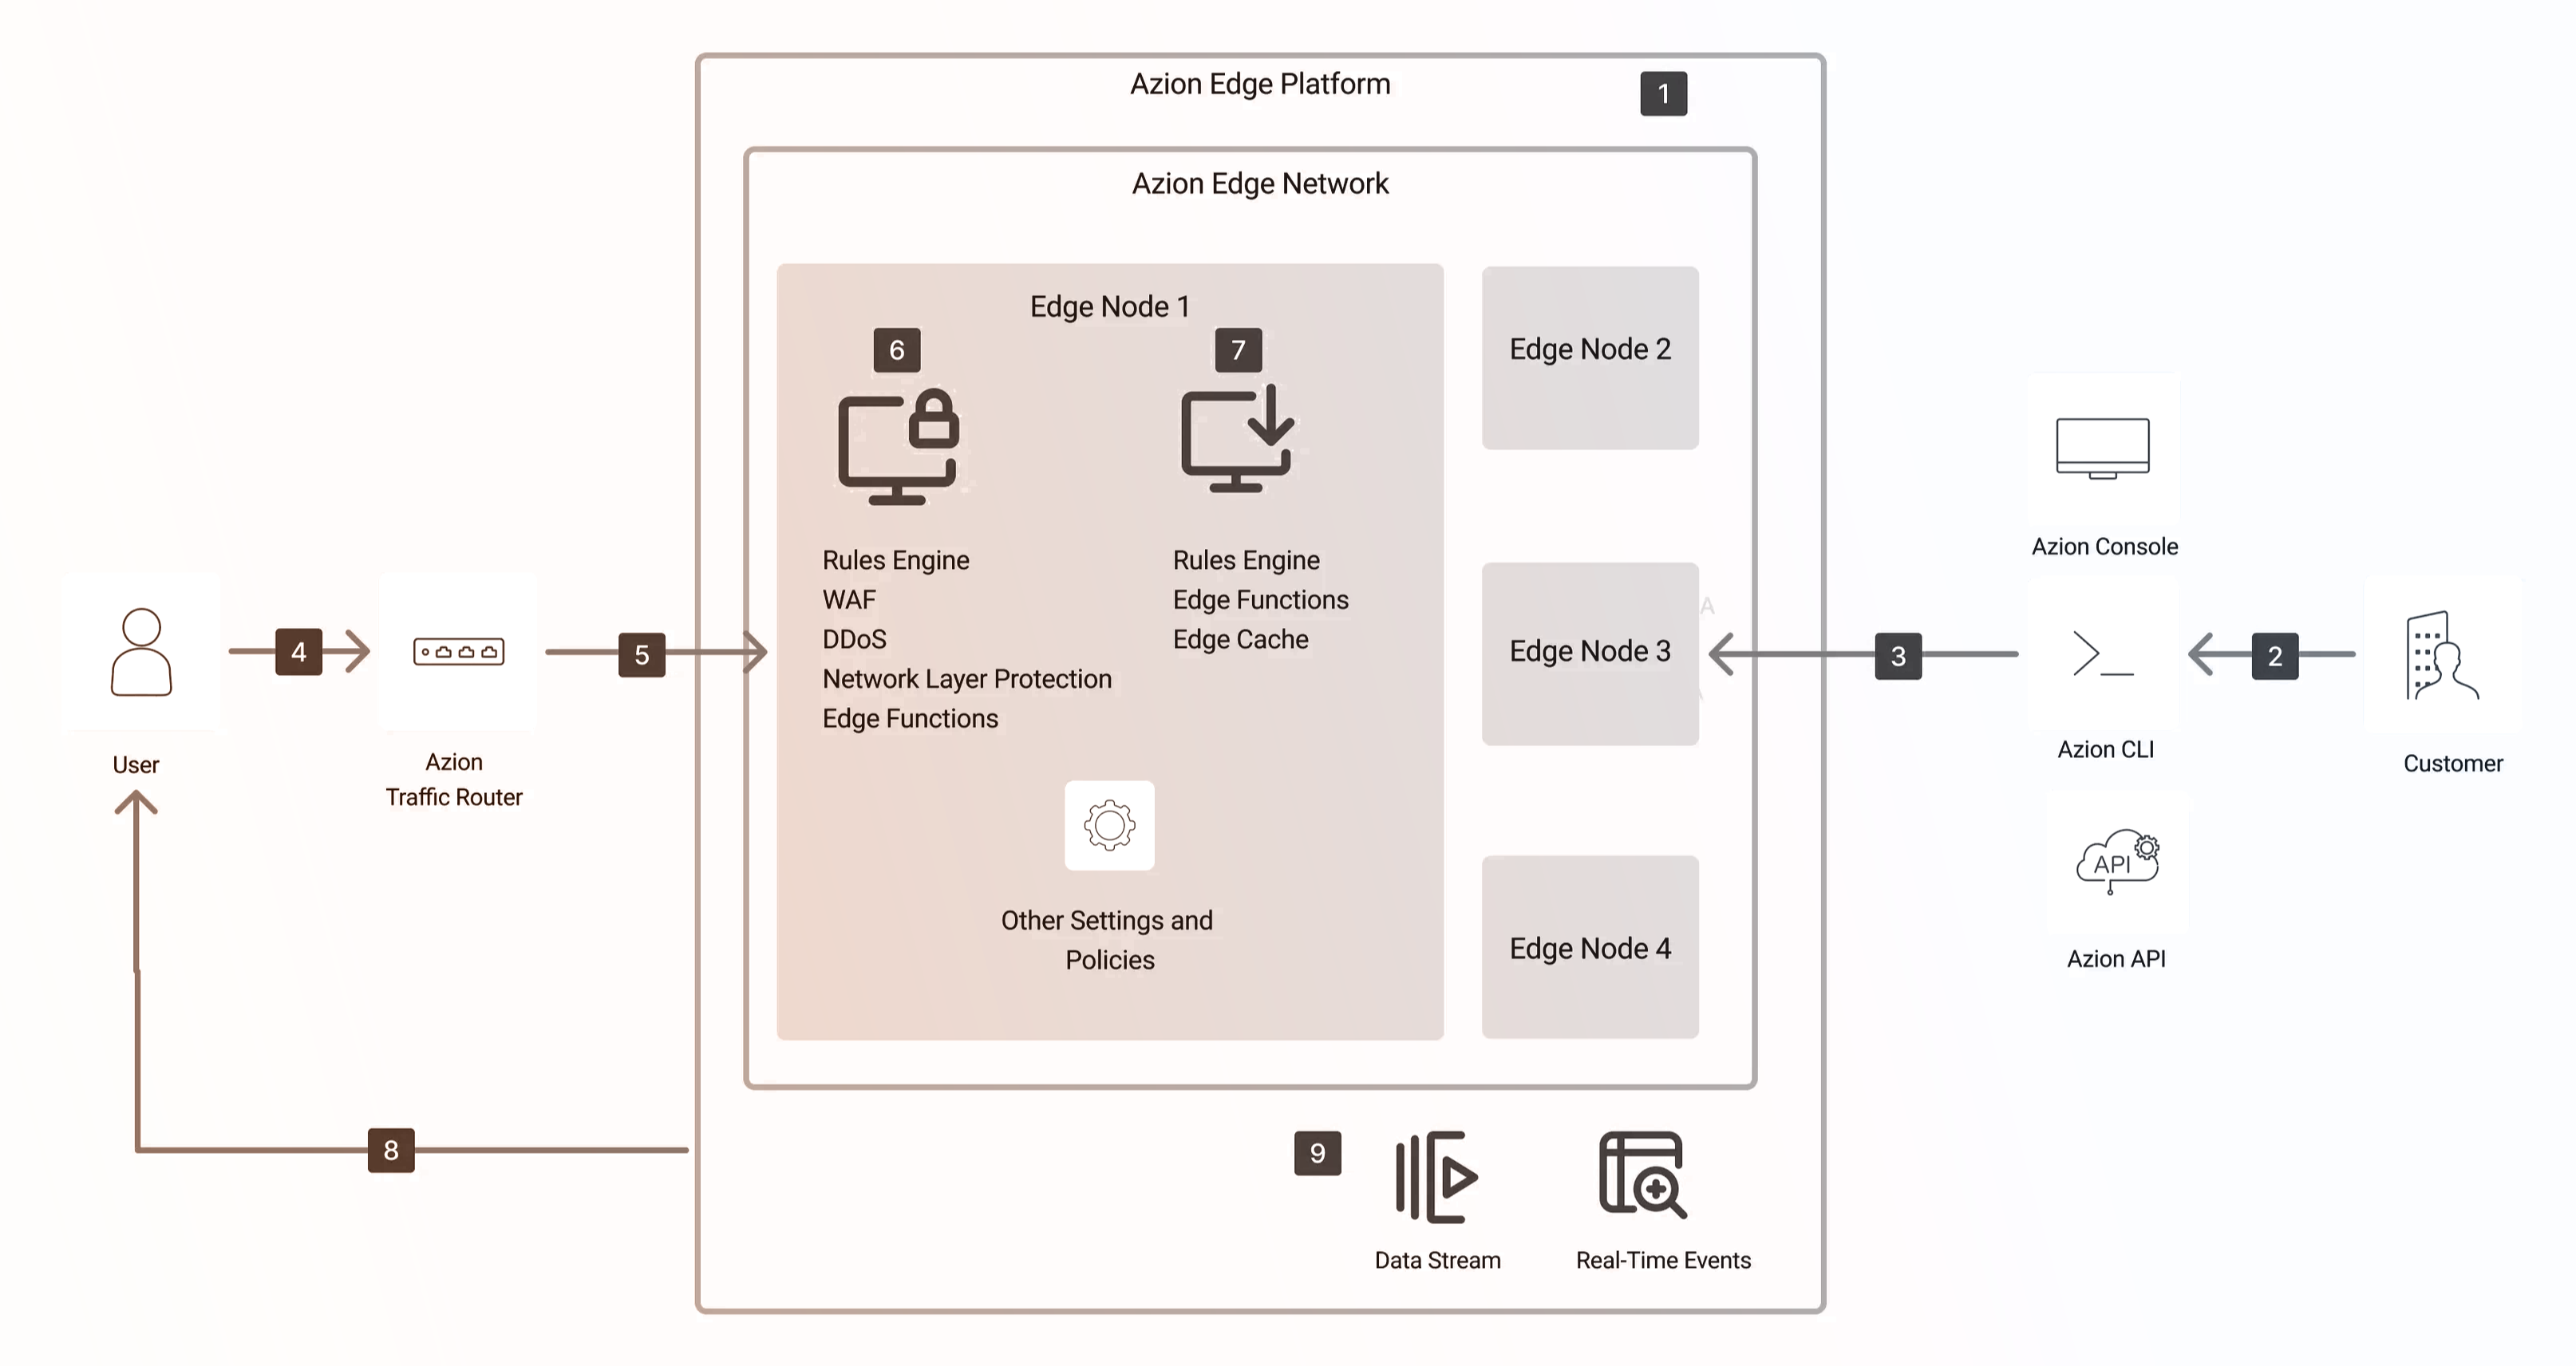 Azion Edge Platform
1
Azion Edge Network
Edge Node 1
6
7
Rules Engine
WAF
DDoS
Network Layer Protection
Edge Functions
Rules Engine
Edge Functions
Edge Cache
Other Settings and
Policies
Edge Node 2
Edge Node 3
Edge Node 4
A
4
5
User
Azion
Traffic Router
8
3
2
Azion Console
Azion CLI
API
Azion API
Customer
9
Data Stream
Real-Time Events